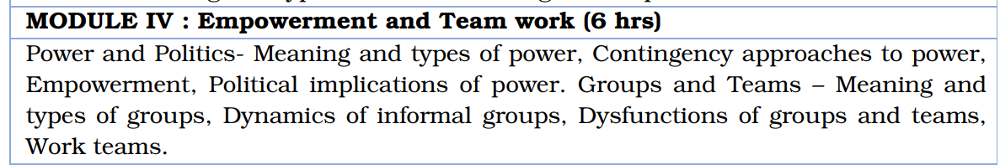 MODULE IV : Empowerment and Team work (6 hrs)
Power and Politics- Meaning and types of power, Contingency approaches to power,
Empowerment, Political implications of power. Groups and Teams – Meaning and
types of groups, Dynamics of informal groups, Dysfunctions of groups and teams,
Work teams.